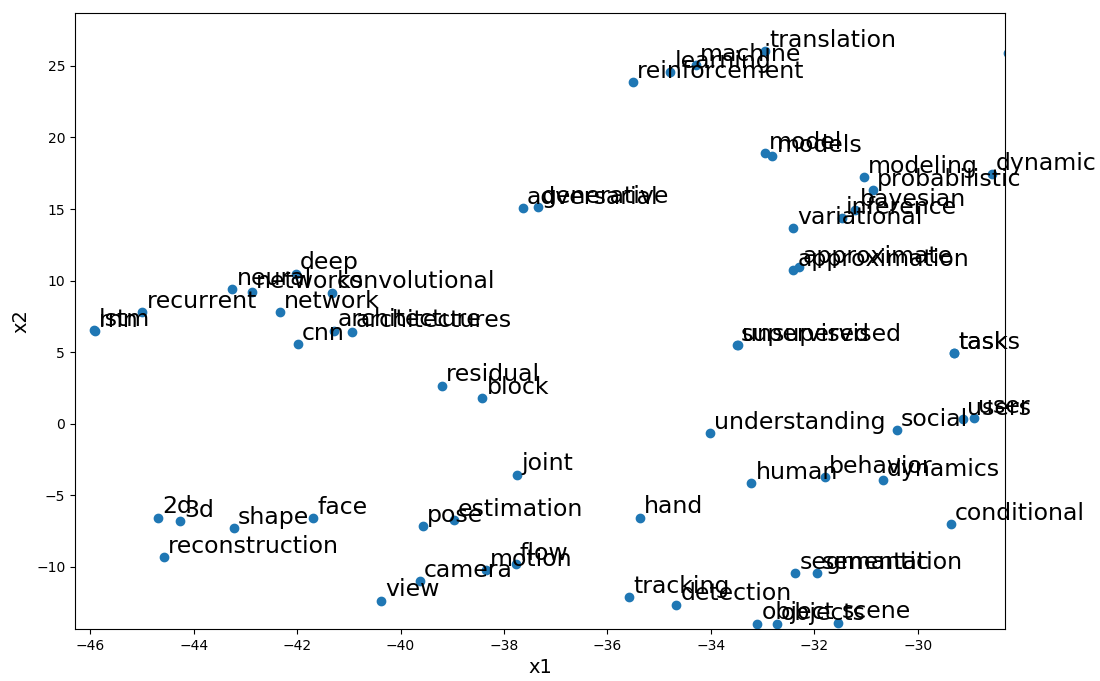 translation
machine
learning
reinforcement
model
models
modeling
dynamic
probabilistic
bayesian
inference
variational
generative
adversarial
approximate
approximation
deep
neural
networks
convolutional
recurrent
network
lstm
rnn
architecture
architectures
cnn
supervised
unsupervised
tasks
residual
block
user
users
social
understanding
joint
human
behavior
dynamics
2d
3d
shape
face
pose
estimation
hand
conditional
reconstruction
flow
motion
camera
view
semantic
segmentation
tracking
detection
object
objects
scene
25
20
15
10
5
0
−5
−10
x2
−46
−44
−42
−40
−38
−36
−34
−32
−30
x1